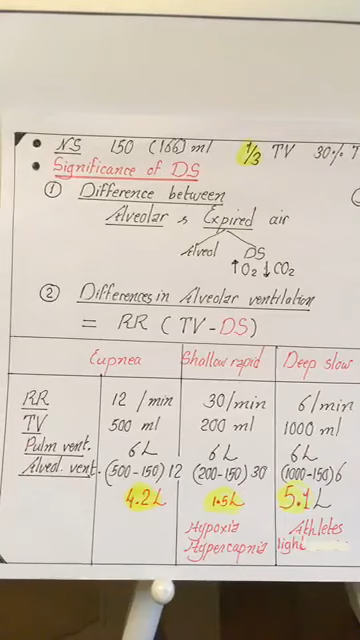 • NS 150 (166) ml 1/3 TV 30% T
• Significance of DS
① Difference between
Alveolar & Expired air
Alveol DS
↑O2 ↓CO2
② Differences in Alveolar ventilation
= RR (TV-DS)
Eupnea Shallow rapid Deep slow
RR 12 /min 30/min 6/min
TV 500 ml 200 ml 1000 ml
Pulm vent. 6L 6L 6L
Alveol. vent. (500-150) 12 (200-150) 30 (1000-150)6
4.2L 1.5L 5.1L
Hypoxia Athletes
Hypercapnia light